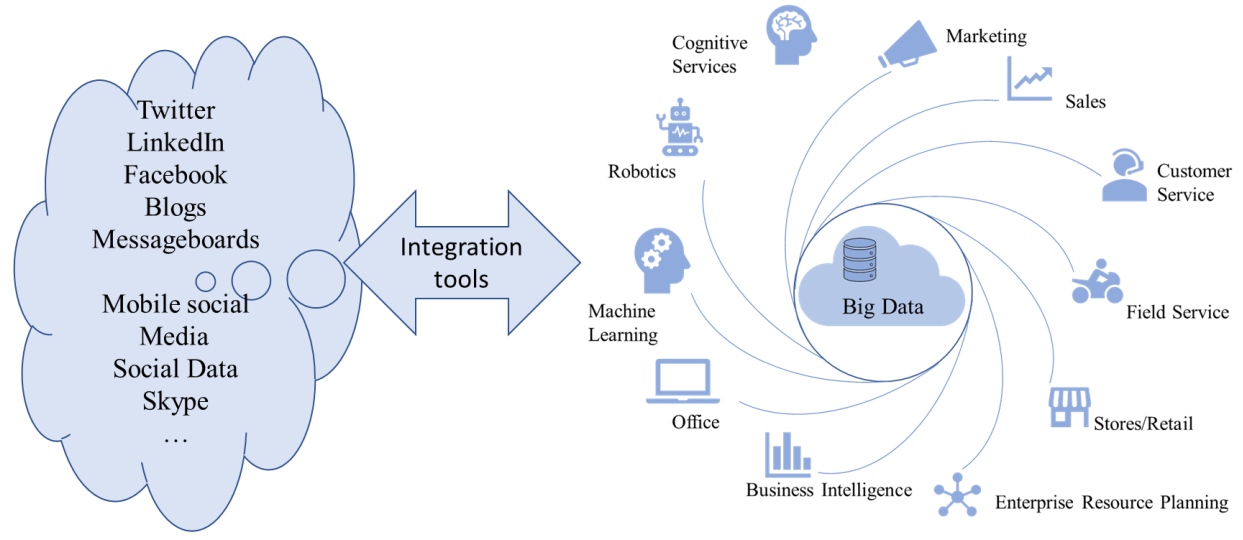 Twitter
LinkedIn
Facebook
Blogs
Messageboards
Mobile social
Media
Social Data
Skype
…
Integration
tools
Cognitive
Services
Marketing
Sales
Robotics
Customer
Service
Machine
Learning
Big Data
Field Service
Office
Stores/Retail
Business Intelligence
Enterprise Resource Planning